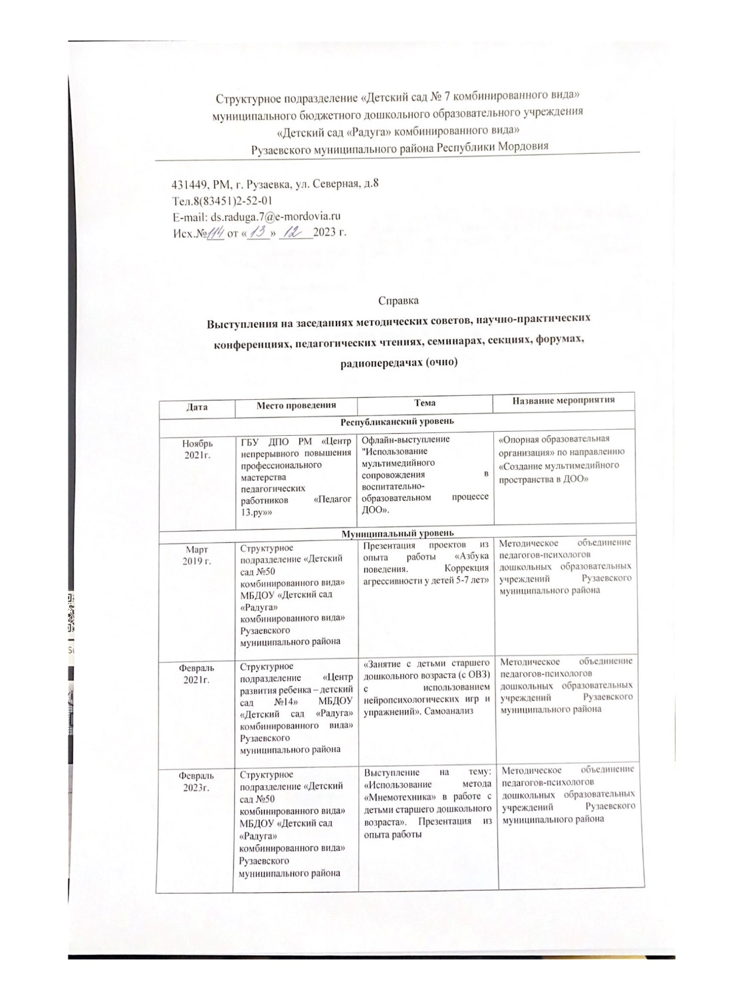 Структурное подразделение «Детский сад № 7 комбинированного вида»
муниципального бюджетного дошкольного образовательного учреждения
«Детский сад «Радуга» комбинированного вида»
Рузаевского муниципального района Республики Мордовия
431449, РМ, г. Рузаевка, ул. Северная, д.8
Тел.8(83451)2-52-01
E-mail: ds.raduga.7@e-mordovia.ru
Исх.№114 от «13» 12 2023 г.
Справка
Выступления на заседаниях методических советов, научно-практических
конференциях, педагогических чтениях, семинарах, секциях, форумах,
радиопередачах (очно)
Дата
Место проведения
Тема
Название мероприятия
Республиканский уровень
Ноябрь
2021г.
ГБУ ДПО РМ «Центр
непрерывного повышения
профессионального
мастерства
педагогических
работников «Педагог
13.ру»»
Офлайн-выступление
"Использование
мультимедийного
сопровождения в
воспитательно-
образовательном процессе
ДОО».
«Опорная образовательная
организация» по направлению
«Создание мультимедийного
пространства в ДОО»
Муниципальный уровень
Март
2019 г.
Структурное
подразделение «Детский
сад №50
комбинированного вида»
МБДОУ «Детский сад
«Радуга»
комбинированного вида»
Рузаевского
муниципального района
Презентация проектов из
опыта работы «Азбука
поведения. Коррекция
агрессивности у детей 5-7 лет»
Методическое объединение
педагогов-психологов
дошкольных образовательных
учреждений Рузаевского
муниципального района
Февраль
2021г.
Структурное
подразделение «Центр
развития ребенка – детский
сад №14» МБДОУ
«Детский сад «Радуга»
комбинированного вида»
Рузаевского
муниципального района
«Занятие с детьми старшего
дошкольного возраста (с ОВЗ)
с использованием
нейропсихологических игр и
упражнений». Самоанализ
Методическое объединение
педагогов-психологов
дошкольных образовательных
учреждений Рузаевского
муниципального района
Февраль
2023г.
Структурное
подразделение «Детский
сад №50
комбинированного вида»
МБДОУ «Детский сад
«Радуга»
комбинированного вида»
Рузаевского
муниципального района
Выступление на тему:
«Использование метода
«Мнемотехника» в работе с
детьми старшего дошкольного
возраста». Презентация из
опыта работы
Методическое объединение
педагогов-психологов
дошкольных образовательных
учреждений Рузаевского
муниципального района